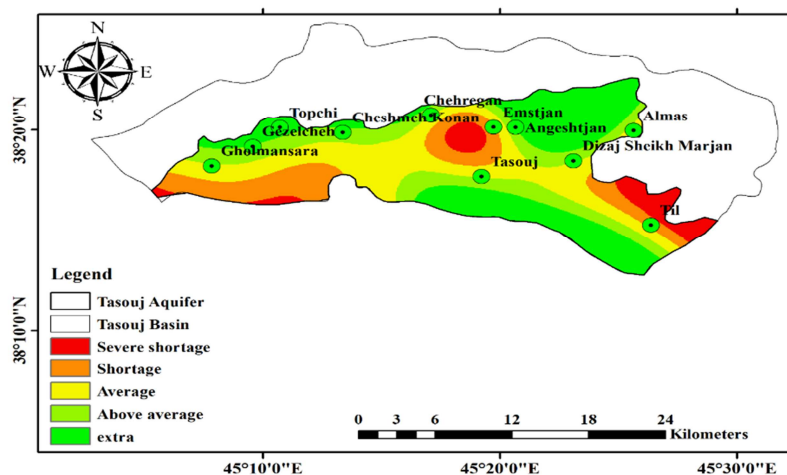 N
W E
S
Chehregan
Topchi
Cheshmeh Konan
Emstjan
Almas
Gezelcheh
Angeshtjan
Gholmansara
Dizaj Sheikh Marjan
Tasouj
Til
38°20'0"N
38°10'0"N
Legend
Tasouj Aquifer
Tasouj Basin
Severe shortage
Shortage
Average
Above average
extra
0 3 6 12 18 24
Kilometers
45°10'0"E 45°20'0"E 45°30'0"E